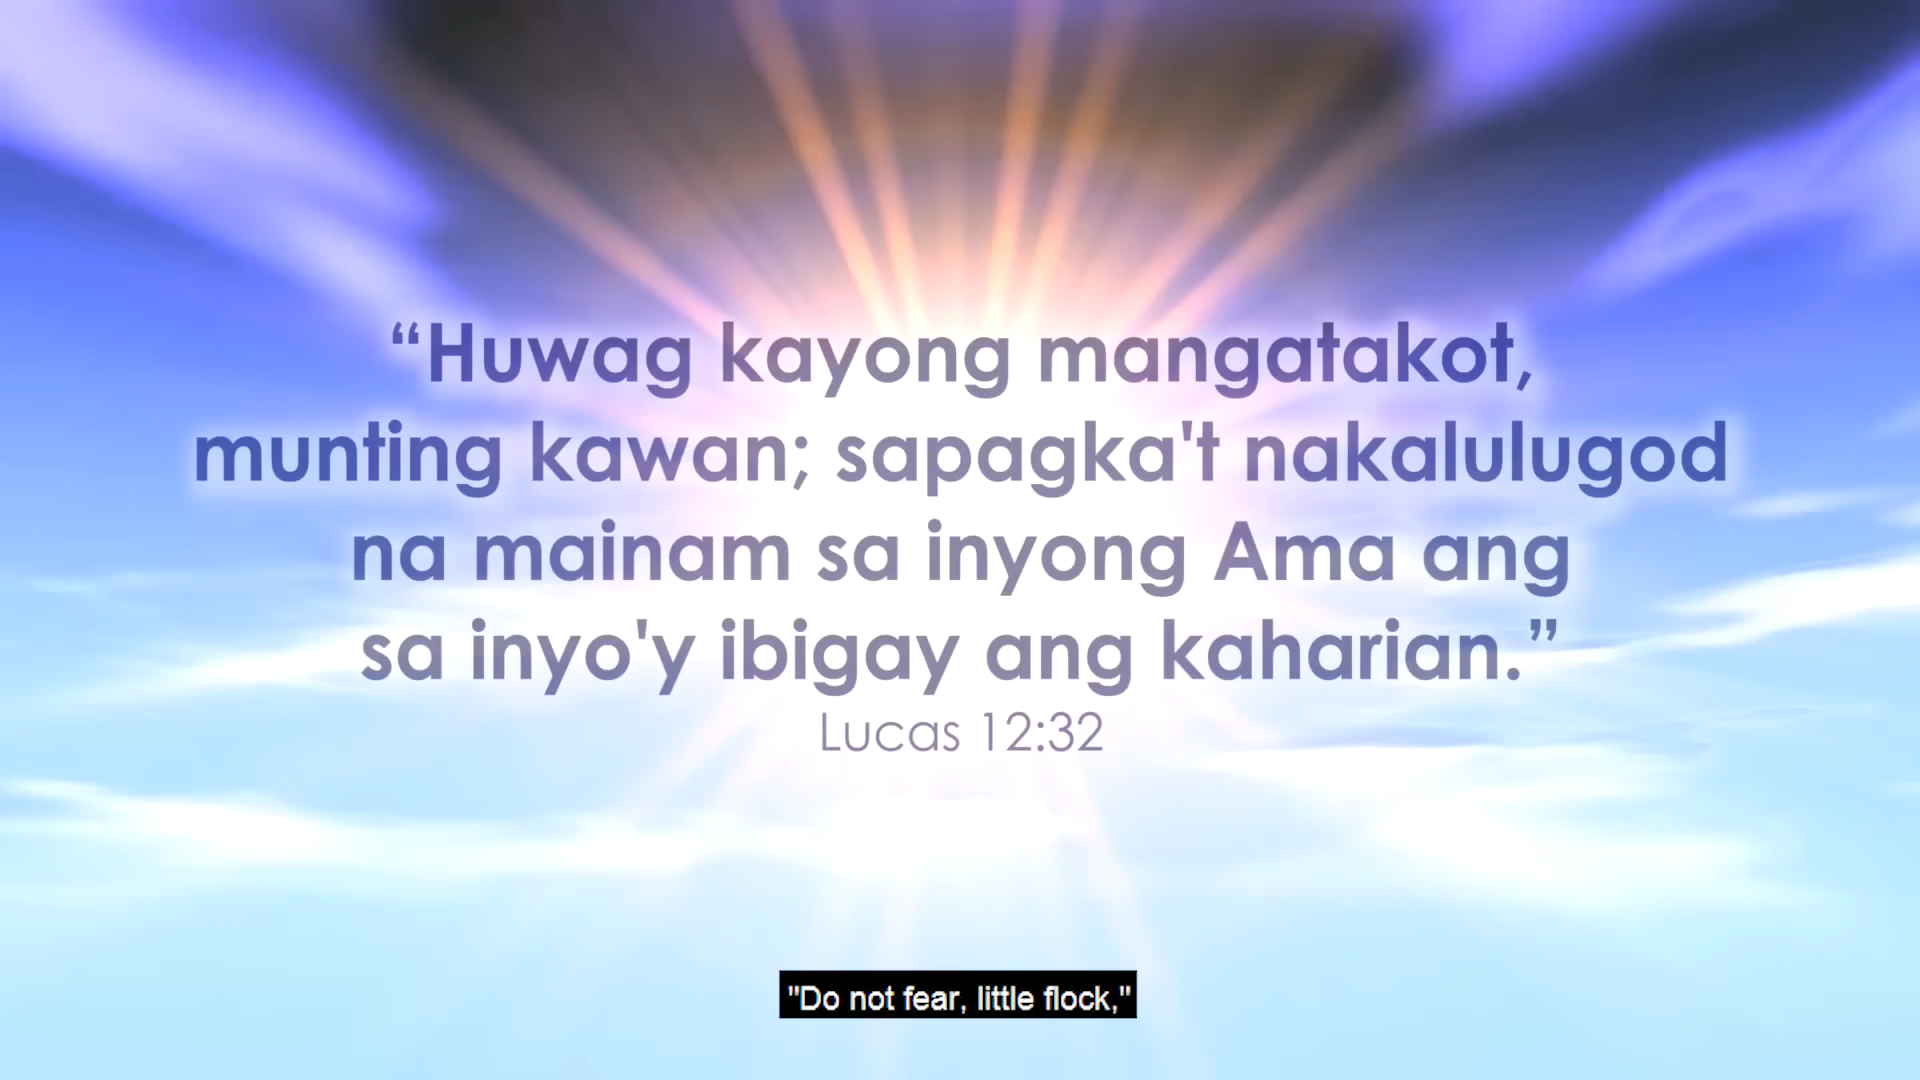 “Huwag kayong mangatakot,
munting kawan; sapagka't nakalulugod
na mainam sa inyong Ama ang
sa inyo'y ibigay ang kaharian.”
Lucas 12:32
"Do not fear, little flock,"